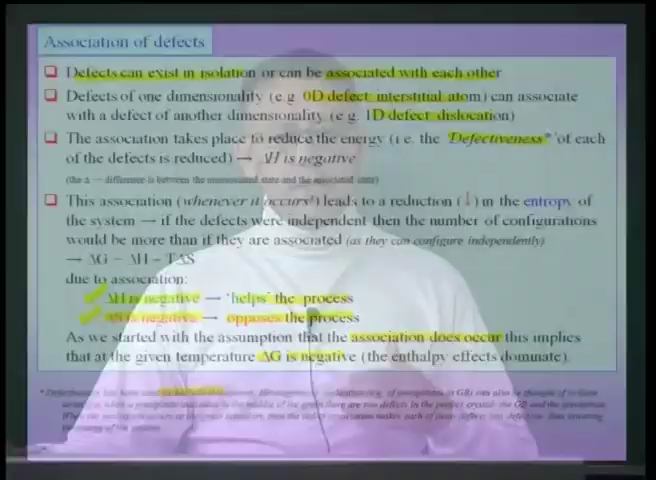 Association of defects
❑ Defects can exist in isolation or can be associated with each other
❑ Defects of one dimensionality (e.g. 0D defect interstitial atom) can associate
with a defect of another dimensionality (e g. 1D defect dislocation)
❑ The association takes place to reduce the energy (i.e. the 'Defectiveness*' of each
of the defects is reduced) → ΔH is negative
(the Δ → difference is between the unassociated state and the associated state)
❑ This association (whenever it occurs!) leads to a reduction (↓) in the entropy of
the system → if the defects were independent then the number of configurations
would be more than if they are associated (as they can configure independently)
→ ΔG = ΔH − TΔS
due to association:
✓ ΔH is negative → 'helps' the process
✓ ΔS is negative → opposes the process
As we started with the assumption that the association does occur this implies
that at the given temperature ΔG is negative (the enthalpy effects dominate).